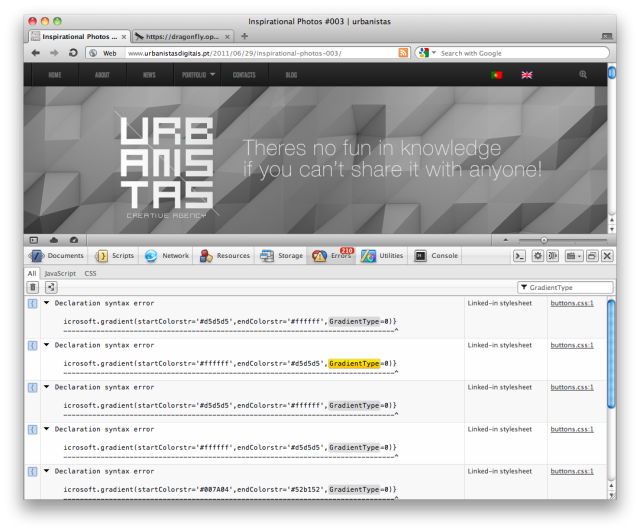 Inspirational Photos #003 | urbanistas
Inspirational Photos ... ×
https://dragonfly.op... ×
+
Web www.urbanistasdigitais.pt/2011/06/29/inspirational-photos-003/ Search with Google
HOME ABOUT NEWS PORTFOLIO CONTACTS BLOG
URB
ANIS
TAS
CREATIVE AGENCY
Theres no fun in knowledge
if you can't share it with anyone!
Documents Scripts Network Resources Storage Errors 210 Utilities Console
All JavaScript CSS
GradientType
Declaration syntax error Linked-in stylesheet buttons.css:1
icrosoft.gradient(startColorstr='#d5d5d5',endColorstr='#ffffff',GradientType=0)}
Declaration syntax error Linked-in stylesheet buttons.css:1
icrosoft.gradient(startColorstr='#ffffff',endColorstr='#d5d5d5',GradientType=0)}
Declaration syntax error Linked-in stylesheet buttons.css:1
icrosoft.gradient(startColorstr='#d5d5d5',endColorstr='#ffffff',GradientType=0)}
Declaration syntax error Linked-in stylesheet buttons.css:1
icrosoft.gradient(startColorstr='#ffffff',endColorstr='#d5d5d5',GradientType=0)}
Declaration syntax error Linked-in stylesheet buttons.css:1
icrosoft.gradient(startColorstr='#007A04',endColorstr='#52b152',GradientType=0)}